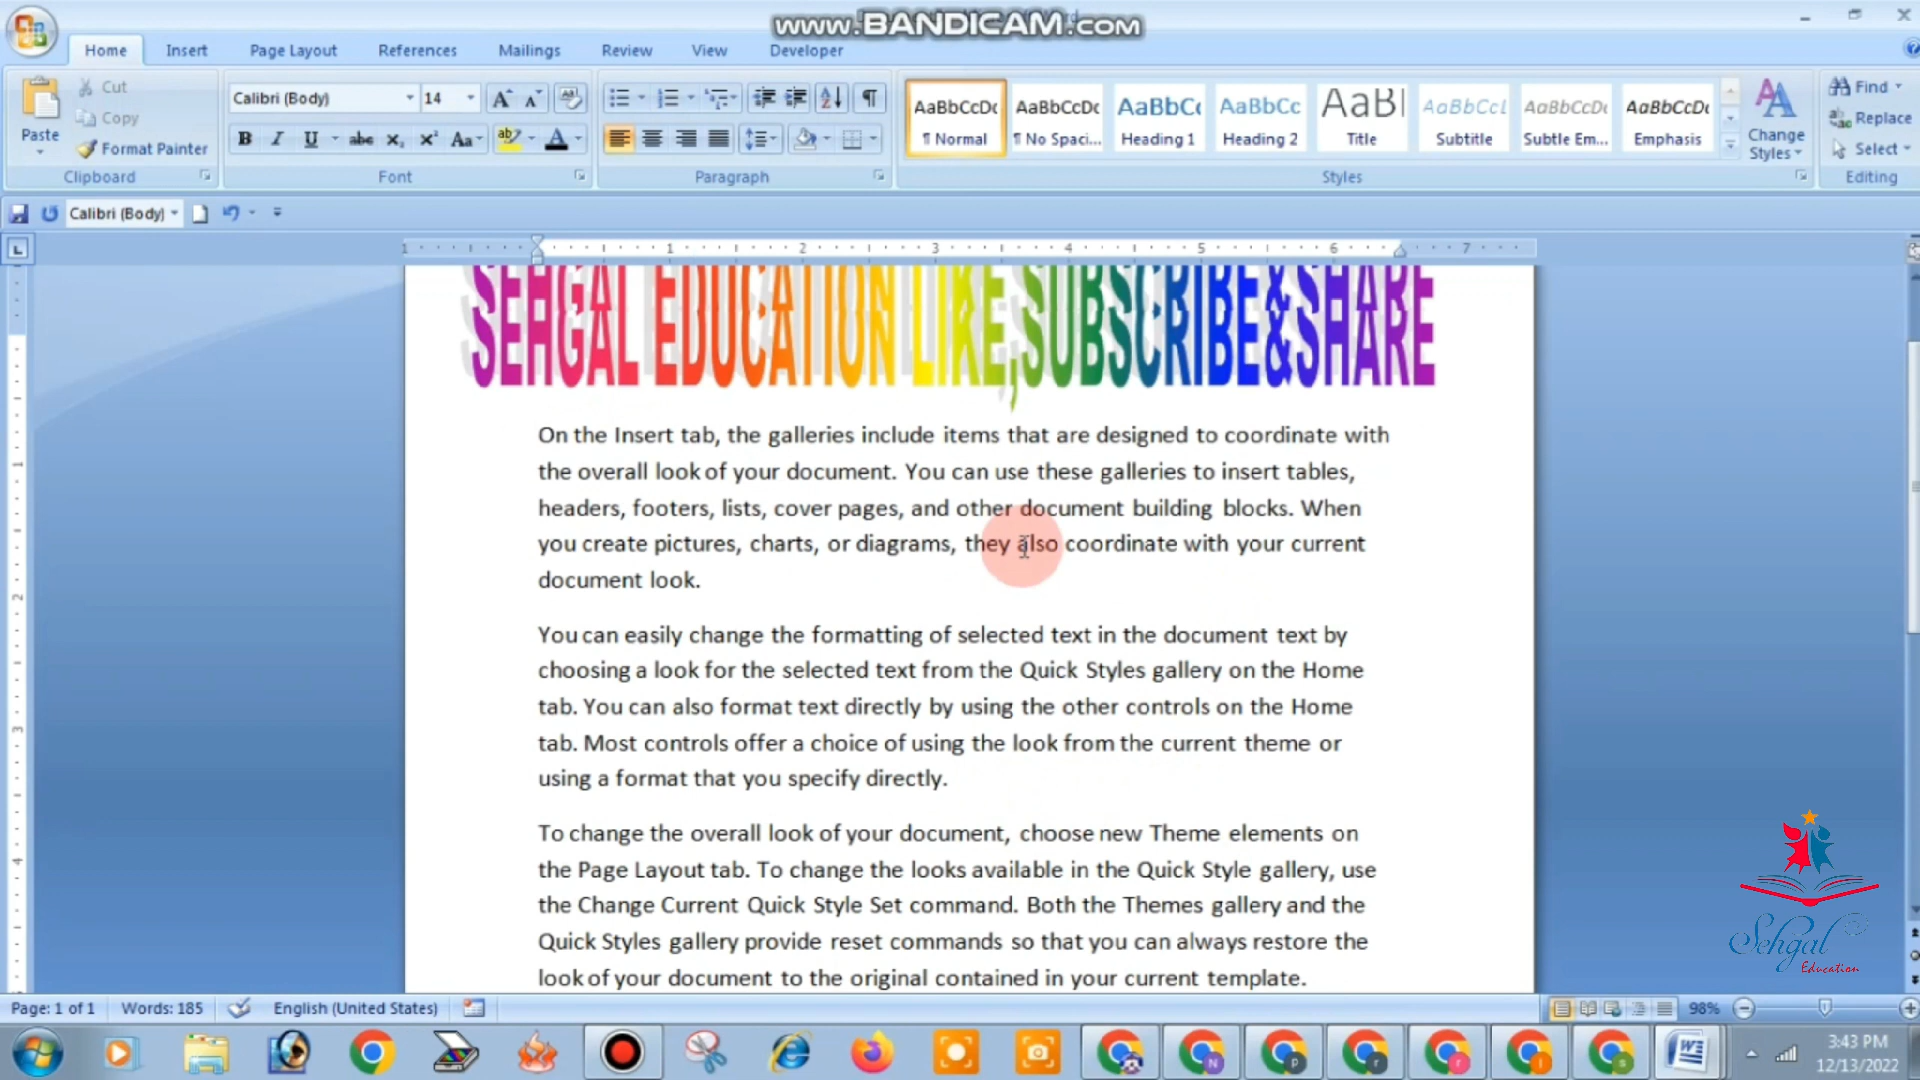 www.BANDICAM.com
Home Insert Page Layout References Mailings Review View Developer
Paste
Cut
Copy
Format Painter
Clipboard
Calibri (Body) 14
Font
Paragraph
AaBbCcDc AaBbCcDc AaBbC AaBbCc AaB AaBbCcL AaBbCcDc AaBbCcDc
¶ Normal ¶ No Spaci... Heading 1 Heading 2 Title Subtitle Subtle Em... Emphasis
Change
Styles
Styles
Find
Replace
Select
Editing
Calibri (Body)
1 1 2 3 4 5 6 7
SEHGAL EDUCATION LIKE,SUBSCRIBE&SHARE
On the Insert tab, the galleries include items that are designed to coordinate with
the overall look of your document. You can use these galleries to insert tables,
headers, footers, lists, cover pages, and other document building blocks. When
you create pictures, charts, or diagrams, they also coordinate with your current
document look.
You can easily change the formatting of selected text in the document text by
choosing a look for the selected text from the Quick Styles gallery on the Home
tab. You can also format text directly by using the other controls on the Home
tab. Most controls offer a choice of using the look from the current theme or
using a format that you specify directly.
To change the overall look of your document, choose new Theme elements on
the Page Layout tab. To change the looks available in the Quick Style gallery, use
the Change Current Quick Style Set command. Both the Themes gallery and the
Quick Styles gallery provide reset commands so that you can always restore the
look of your document to the original contained in your current template.
Sehgal
Education
Page: 1 of 1 Words: 185 English (United States) 98%
3:43 PM
12/13/2022